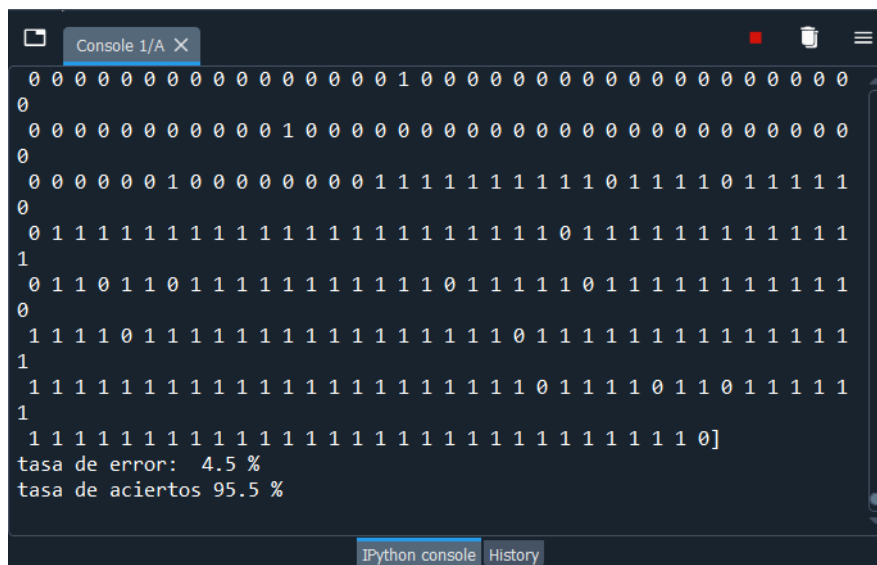 Console 1/A
0 0 0 0 0 0 0 0 0 0 0 0 0 0 0 0 1 0 0 0 0 0 0 0 0 0 0 0 0 0 0 0 0 0 0 0
0
0 0 0 0 0 0 0 0 0 0 0 1 0 0 0 0 0 0 0 0 0 0 0 0 0 0 0 0 0 0 0 0 0 0 0 0
0
0 0 0 0 0 0 1 0 0 0 0 0 0 0 0 1 1 1 1 1 1 1 1 1 1 0 1 1 1 1 0 1 1 1 1 1
0
0 1 1 1 1 1 1 1 1 1 1 1 1 1 1 1 1 1 1 1 1 1 1 0 1 1 1 1 1 1 1 1 1 1 1 1
1
0 1 1 0 1 1 0 1 1 1 1 1 1 1 1 1 1 1 0 1 1 1 1 1 0 1 1 1 1 1 1 1 1 1 1 1
0
1 1 1 1 0 1 1 1 1 1 1 1 1 1 1 1 1 1 1 1 1 0 1 1 1 1 1 1 1 1 1 1 1 1 1 1
1
1 1 1 1 1 1 1 1 1 1 1 1 1 1 1 1 1 1 1 1 1 1 0 1 1 1 1 0 1 1 0 1 1 1 1 1
1
1 1 1 1 1 1 1 1 1 1 1 1 1 1 1 1 1 1 1 1 1 1 1 1 1 1 1 1 1 0]
tasa de error:  4.5 %
tasa de aciertos 95.5 %
IPython console History